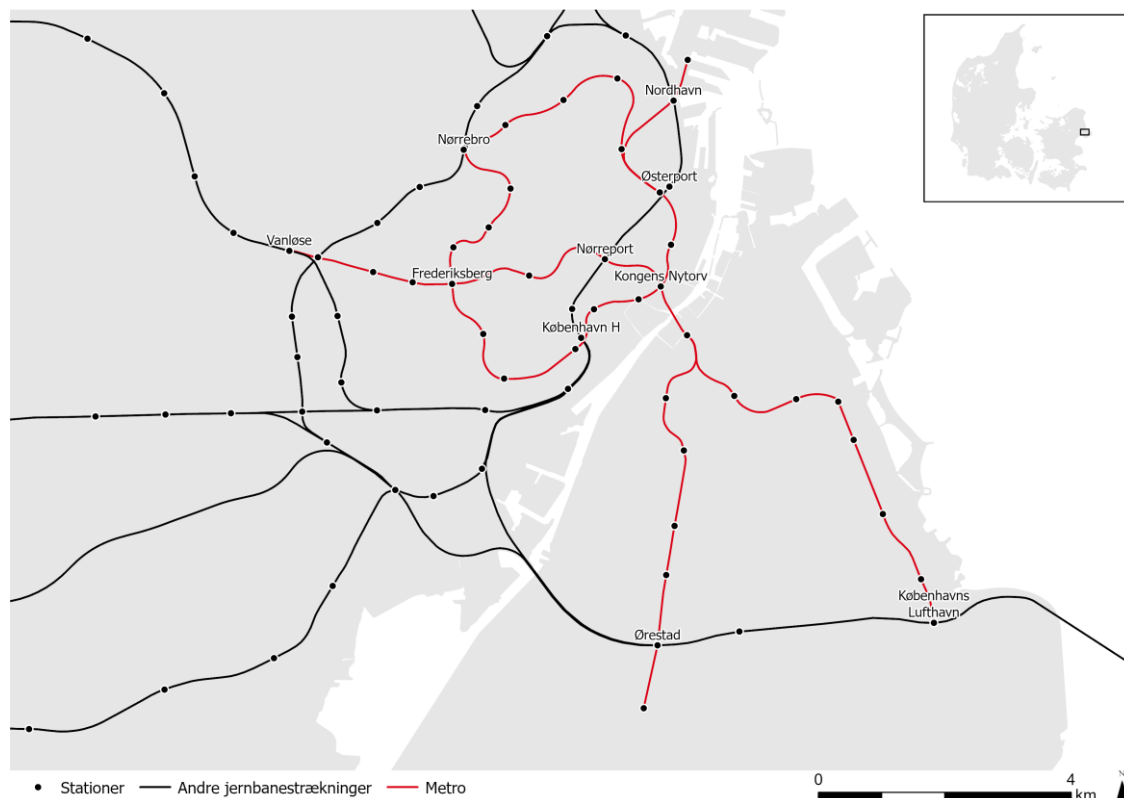 Nordhavn
Nørrebro
Østerport
Vanløse
Nørreport
Frederiksberg
Kongens Nytorv
København H
Københavns
Lufthavn
Ørestad
Stationer
Andre jernbanestrækninger
Metro
0
4
km
N